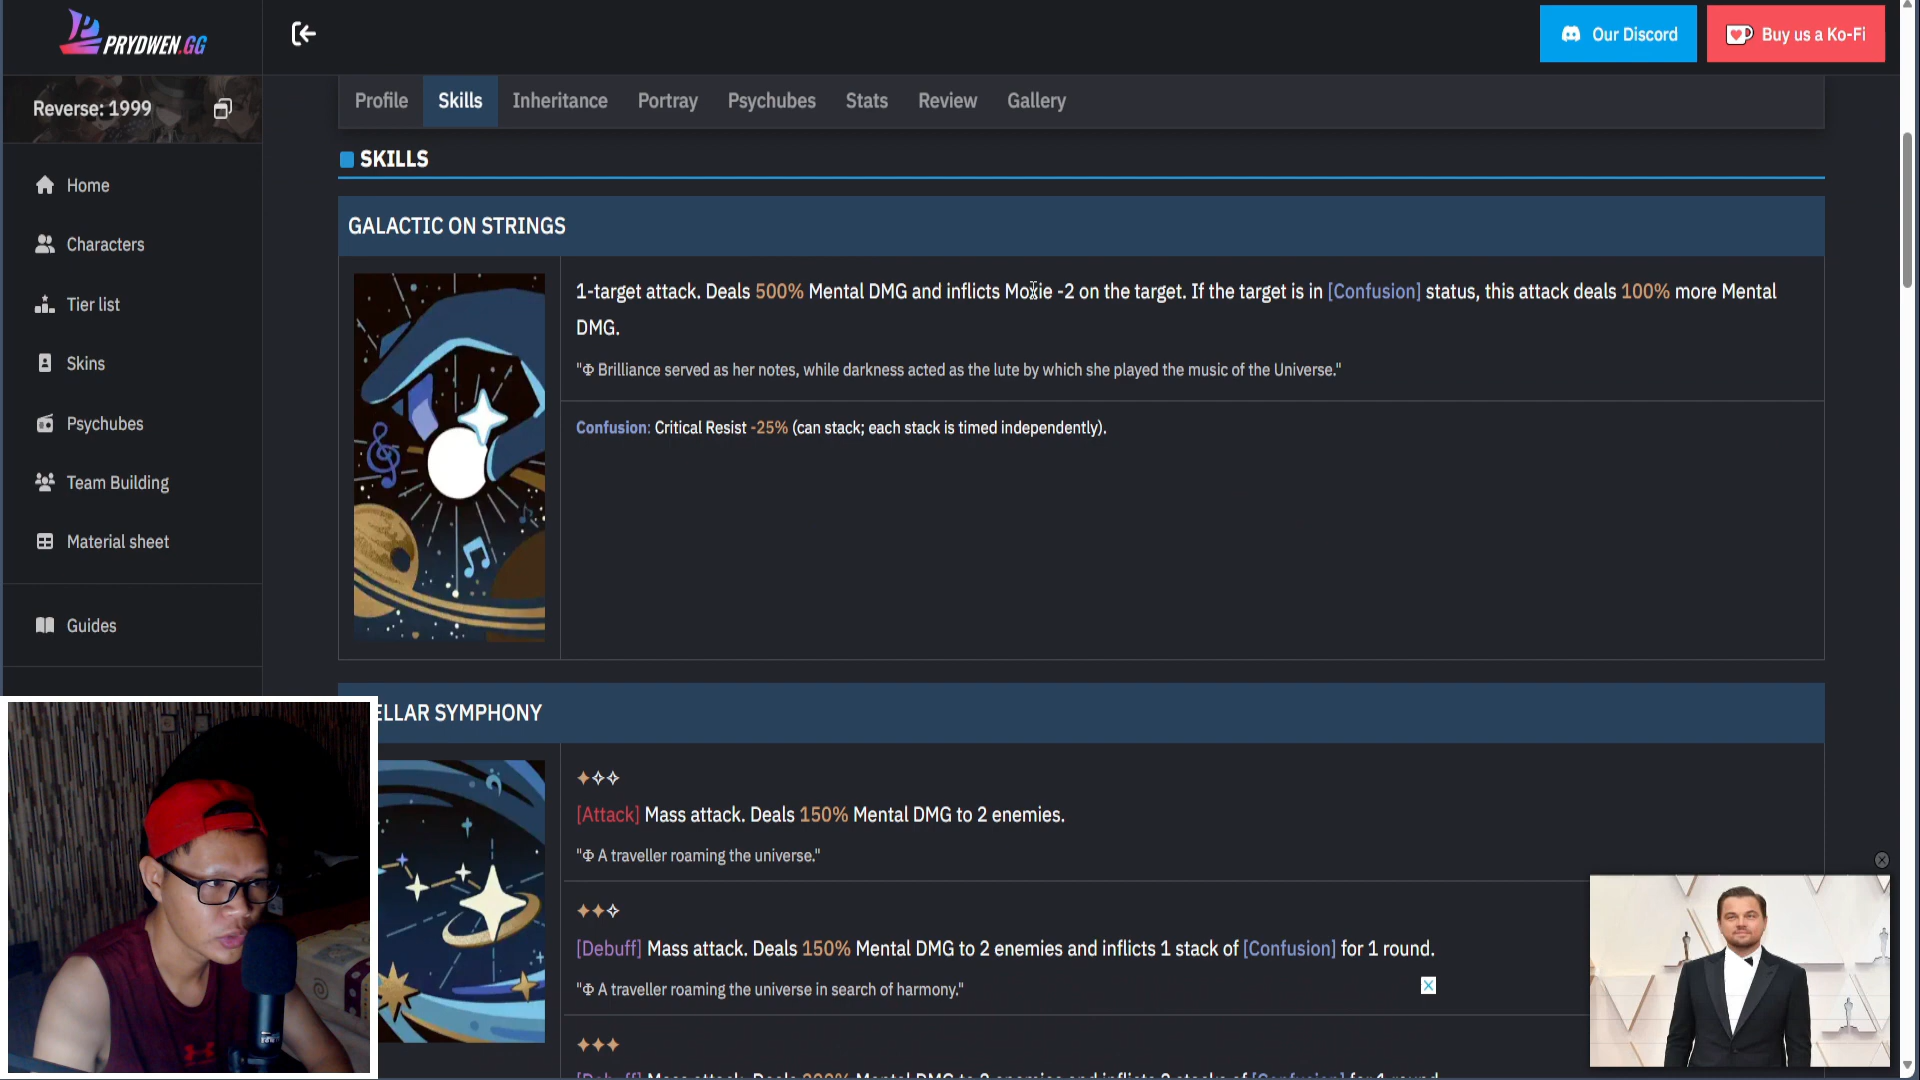 PRYDWEN.GG
Our Discord
Buy us a Ko-Fi
Reverse: 1999
Profile
Skills
Inheritance
Portray
Psychubes
Stats
Review
Gallery
Home
Characters
Tier list
Skins
Psychubes
Team Building
Material sheet
Guides
SKILLS
GALACTIC ON STRINGS
1-target attack. Deals 500% Mental DMG and inflicts Moxie -2 on the target. If the target is in [Confusion] status, this attack deals 100% more Mental
DMG.
"Φ Brilliance served as her notes, while darkness acted as the lute by which she played the music of the Universe."
Confusion: Critical Resist -25% (can stack; each stack is timed independently).
ELLAR SYMPHONY
[Attack] Mass attack. Deals 150% Mental DMG to 2 enemies.
"Φ A traveller roaming the universe."
[Debuff] Mass attack. Deals 150% Mental DMG to 2 enemies and inflicts 1 stack of [Confusion] for 1 round.
"Φ A traveller roaming the universe in search of harmony."